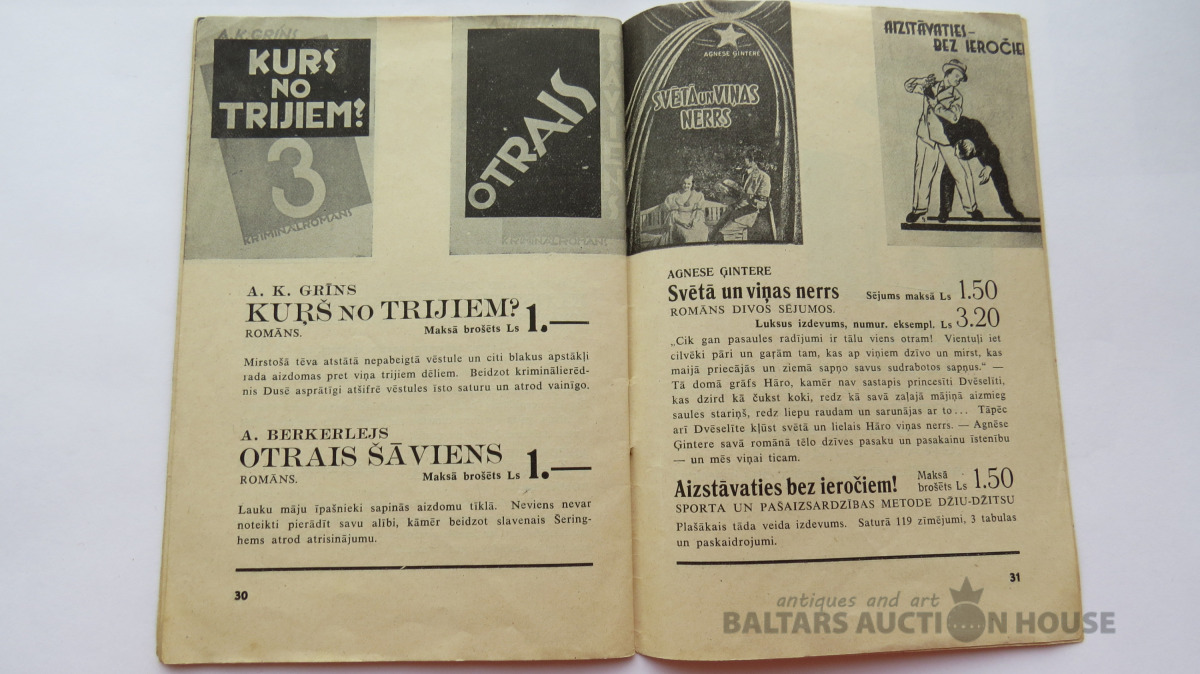 A. K. GRĪNS
KURŠ
NO
TRIJIEM?
3
KRIMINĀLROMĀNS
OTRAIS
KRIMINĀLROMĀNS
A. K. GRĪNS
KUŖŠ NO TRIJIEM?
ROMĀNS.
Maksā brošēts Ls 1.—
Mirstošā tēva atstātā nepabeigtā vēstule un citi blakus apstākļi
rada aizdomas pret viņa trijiem dēliem. Beidzot kriminālierēd-
nis Dusē asprātīgi atšifrē vēstules īsto saturu un atrod vainīgo.
A. BERKERLEJS
OTRAIS ŠĀVIENS
ROMĀNS.
Maksā brošēts Ls 1.—
Lauku māju īpašnieki sapinās aizdomu tīklā. Neviens nevar
noteikti pierādīt savu alibi, kāmēr beidzot slavenais Šering-
hems atrod atrisinājumu.
30
AGNESE ĢINTERE
SVĒTĀ UN VIŅAS
NERRS
AIZSTĀVATIES-
BEZ IEROČIE
AGNESE ĢINTERE
Svētā un viņas nerrs
Sējums maksā Ls 1.50
ROMĀNS DIVOS SĒJUMOS.
Luksus izdevums, numur. eksempl. Ls 3.20
„Cik gan pasaules radījumi ir tālu viens otram! Vientuļi iet
cilvēki pāri un gaŗām tam, kas ap viņiem dzīvo un mirst, kas
maijā priecājās un ziemā sapņo savus sudrabotos sapņus.“ —
Tā domā grāfs Hāro, kamēr nav sastapis princesīti Dvēselīti,
kas dzird kā čukst koki, redz kā savā zaļajā mājiņā aizmieg
saules stariņš, redz liepu raudam un sarunājas ar to... Tāpēc
arī Dvēselīte kļūst svētā un lielais Hāro viņas nerrs. — Agnēse
Ģintere savā romānā tēlo dzīves pasaku un pasakainu īstenību
— un mēs viņai ticam.
Aizstāvaties bez ieročiem!
Maksā
brošēts Ls 1.50
SPORTA UN PAŠAIZSARDZĪBAS METODE DŽIU-DŽITSU
Plašākais tāda veida izdevums. Saturā 119 zīmējumi, 3 tabulas
un paskaidrojumi.
31
antiques and art
BALTARS AUCTION HOUSE